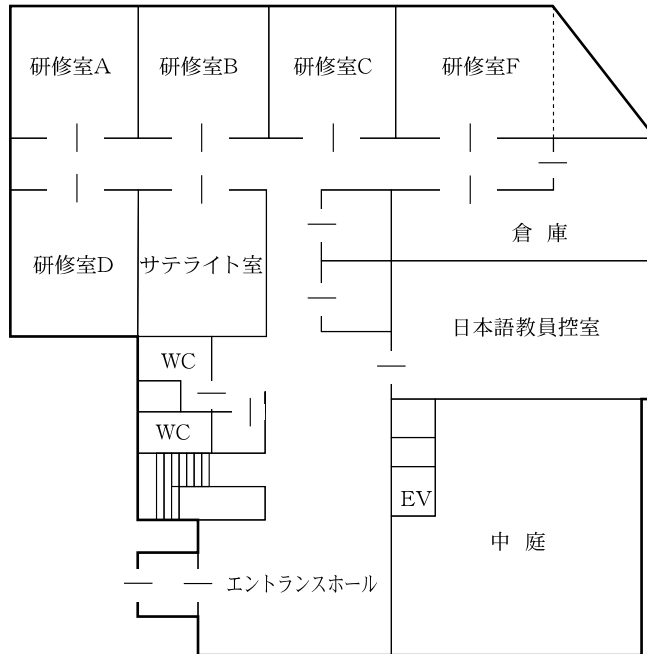 研修室A
研修室B
研修室C
研修室F
倉 庫
研修室D
サテライト室
日本語教員控室
WC
WC
EV
中 庭
エントランスホール